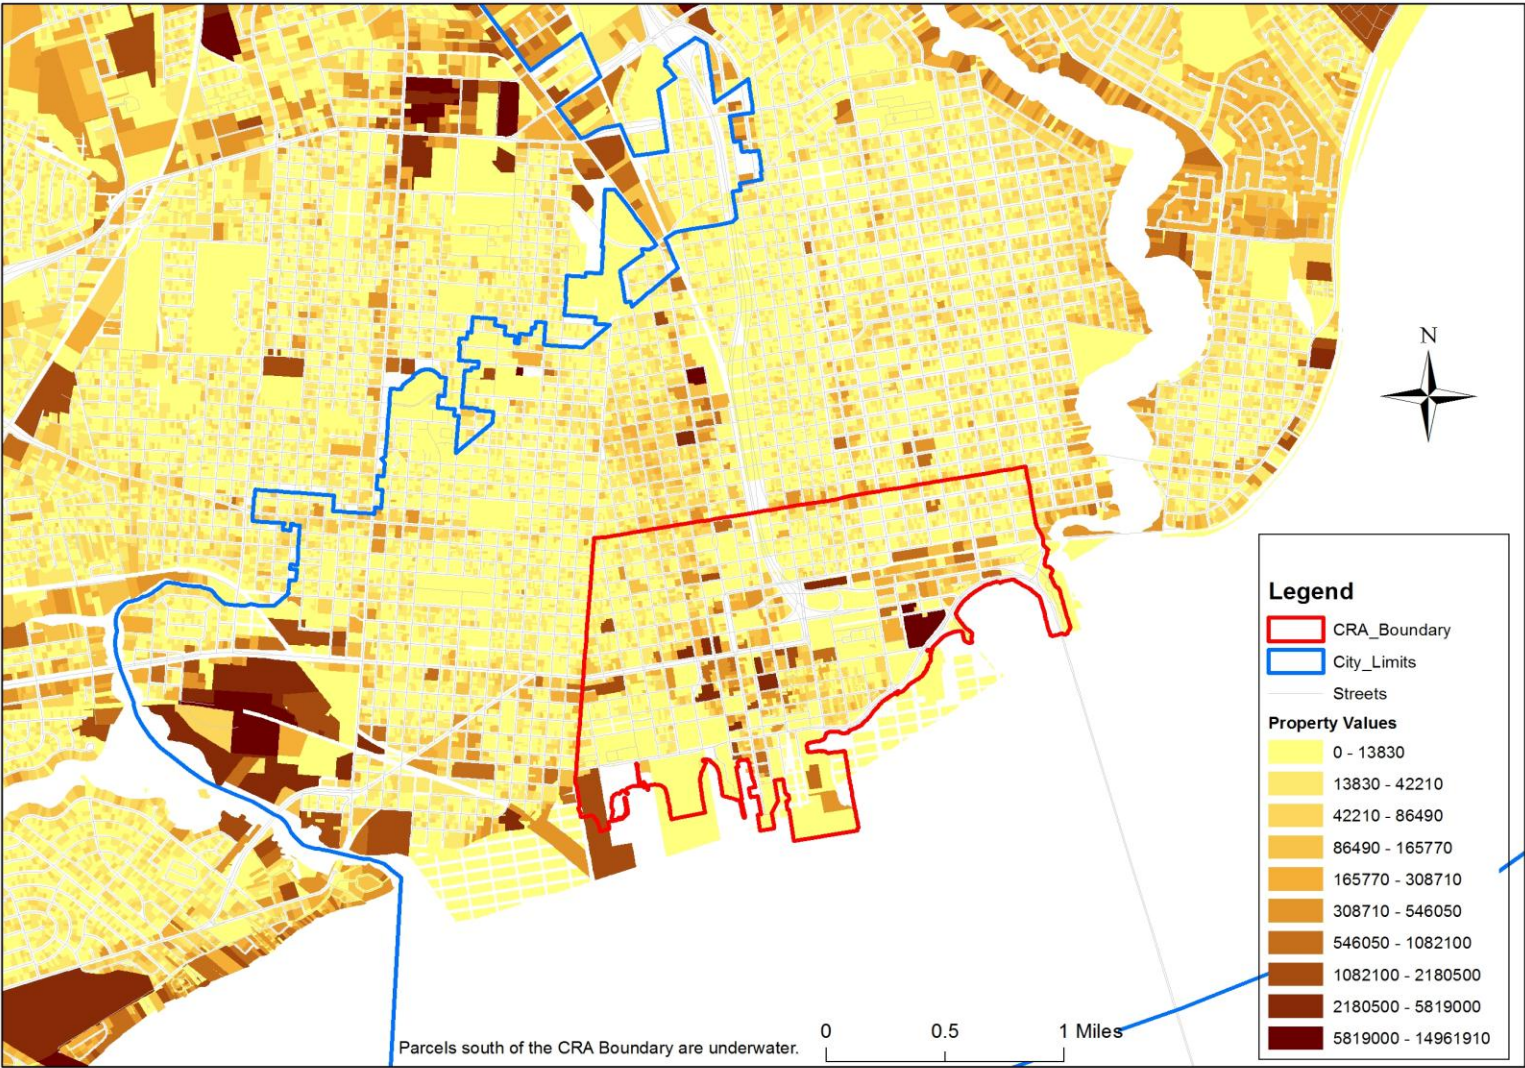 N
Legend
CRA_Boundary
City_Limits
Streets
Property Values
0 - 13830
13830 - 42210
42210 - 86490
86490 - 165770
165770 - 308710
308710 - 546050
546050 - 1082100
1082100 - 2180500
2180500 - 5819000
5819000 - 14961910
0 0.5 1 Miles
Parcels south of the CRA Boundary are underwater.